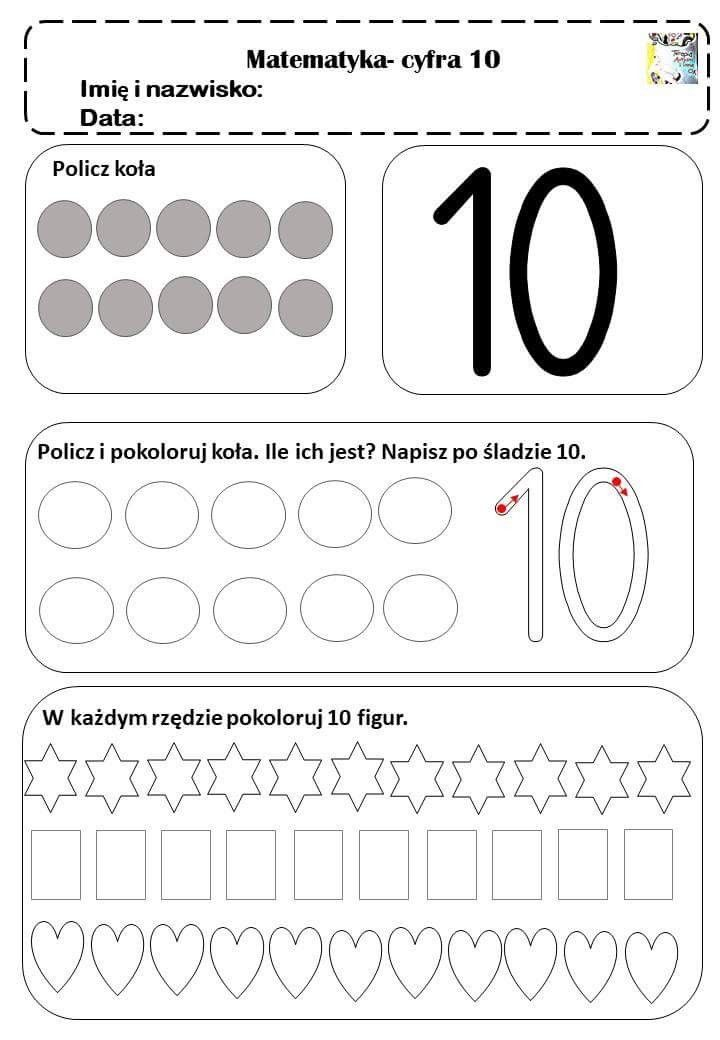 Matematyka- cyfra 10
Imię i nazwisko:
Data:
Policz koła
10
Policz i pokoloruj koła. Ile ich jest? Napisz po śladzie 10.
10
W każdym rzędzie pokoloruj 10 figur.